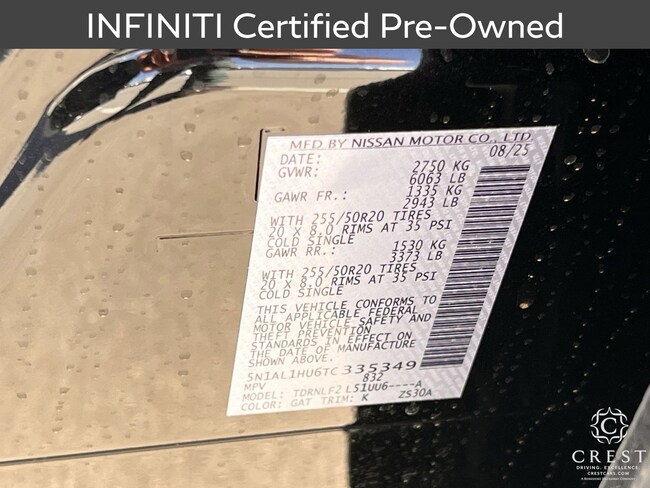 INFINITI Certified Pre-Owned
MFD BY NISSAN MOTOR CO., LTD.
DATE: 08/25
GVWR: 2750 KG
6063 LB
GAWR FR.: 1335 KG
2943 LB
WITH 255/50R20 TIRES
20 X 8.0 RIMS AT 35 PSI
COLD SINGLE
GAWR RR.: 1530 KG
3373 LB
WITH 255/50R20 TIRES
20 X 8.0 RIMS AT 35 PSI
COLD SINGLE
THIS VEHICLE CONFORMS TO
ALL APPLICABLE FEDERAL
MOTOR VEHICLE SAFETY AND
THEFT PREVENTION
STANDARDS IN EFFECT ON
THE DATE OF MANUFACTURE
SHOWN ABOVE.
5N1AL1HU6TC335349
MPV 832
MODEL: TDRNLF2 LS1UU6----A
COLOR: GAT TRIM: K ZS30A
C
CREST
DRIVING. EXCELLENCE.
CRESTCARS.COM